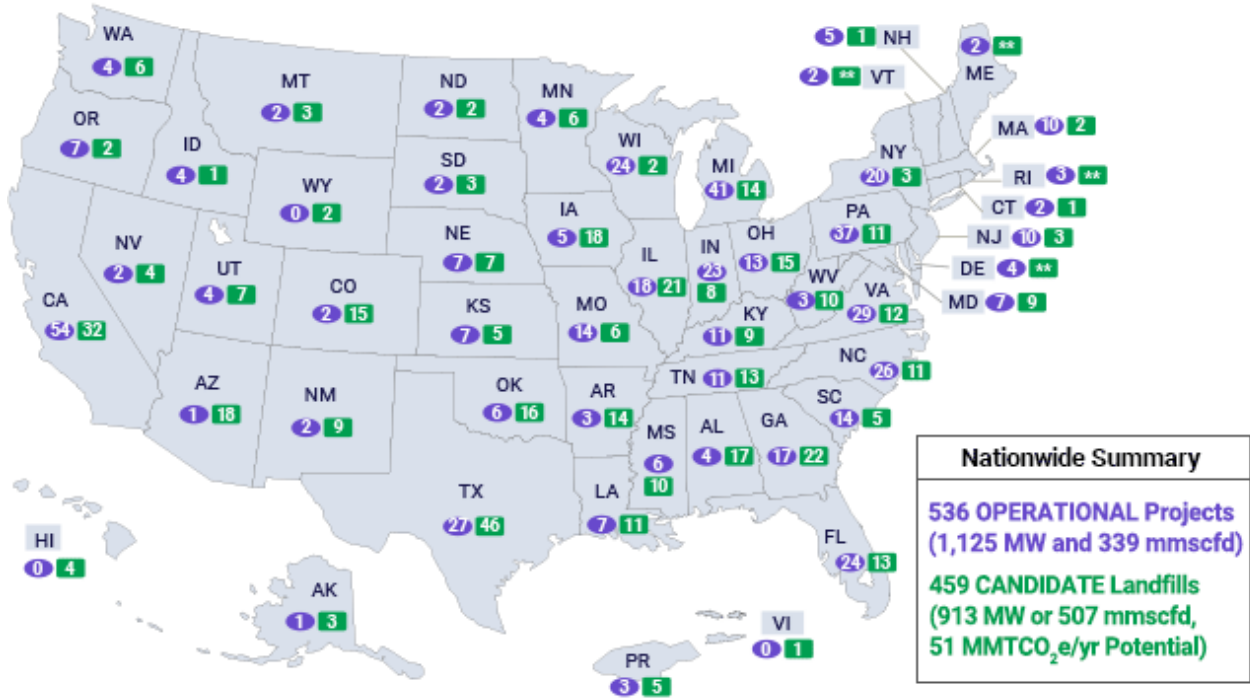 WA
4 6
MT
2 3
ND
2 2
MN
4 6
5 1 NH
2 ** VT
2 **
ME
OR
7 2
ID
4 1
WY
0 2
SD
2 3
WI
24 2
MI
41 14
NY
20 3
MA 10 2
RI 3 **
CT 2 1
NJ 10 3
DE 4 **
MD 7 9
NV
2 4
UT
4 7
CO
2 15
NE
7 7
IA
5 18
IL
18 21
IN
23
8
OH
13 15
PA
37 11
WV
3 10
VA
29 12
CA
54 32
KS
7 5
MO
14 6
KY
11 9
NC
26 11
TN 11 13
SC
14 5
AZ
1 18
NM
2 9
OK
6 16
AR
3 14
MS
6
10
AL
4 17
GA
17 22
TX
27 46
LA
7 11
FL
24 13
HI
0 4
AK
1 3
PR
3 5
VI
0 1
Nationwide Summary
536 OPERATIONAL Projects
(1,125 MW and 339 mmscfd)
459 CANDIDATE Landfills
(913 MW or 507 mmscfd,
51 MMTCO₂e/yr Potential)